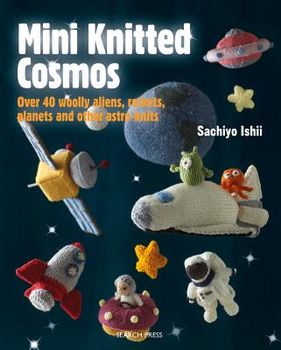 Mini Knitted
Cosmos
Over 40 woolly aliens, rockets,
planets and other astro knits
Sachiyo Ishii
SEARCH PRESS